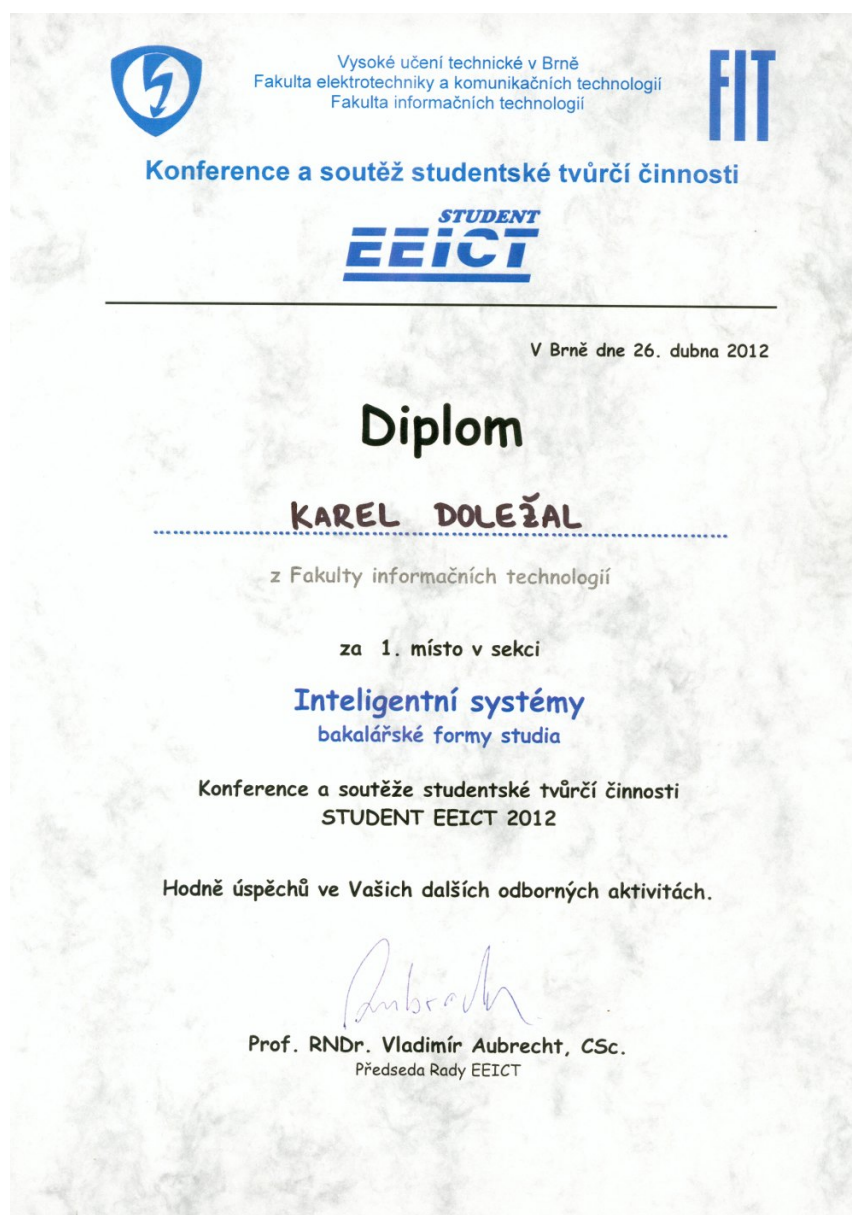 Vysoké učení technické v Brně
Fakulta elektrotechniky a komunikačních technologií
Fakulta informačních technologií
FIT
Konference a soutěž studentské tvůrčí činnosti
STUDENT
EEICT
V Brně dne 26. dubna 2012
Diplom
KAREL DOLEŽAL
z Fakulty informačních technologií
za 1. místo v sekci
Inteligentní systémy
bakalářské formy studia
Konference a soutěže studentské tvůrčí činnosti
STUDENT EEICT 2012
Hodně úspěchů ve Vašich dalších odborných aktivitách.
Prof. RNDr. Vladimír Aubrecht, CSc.
Předseda Rady EEICT